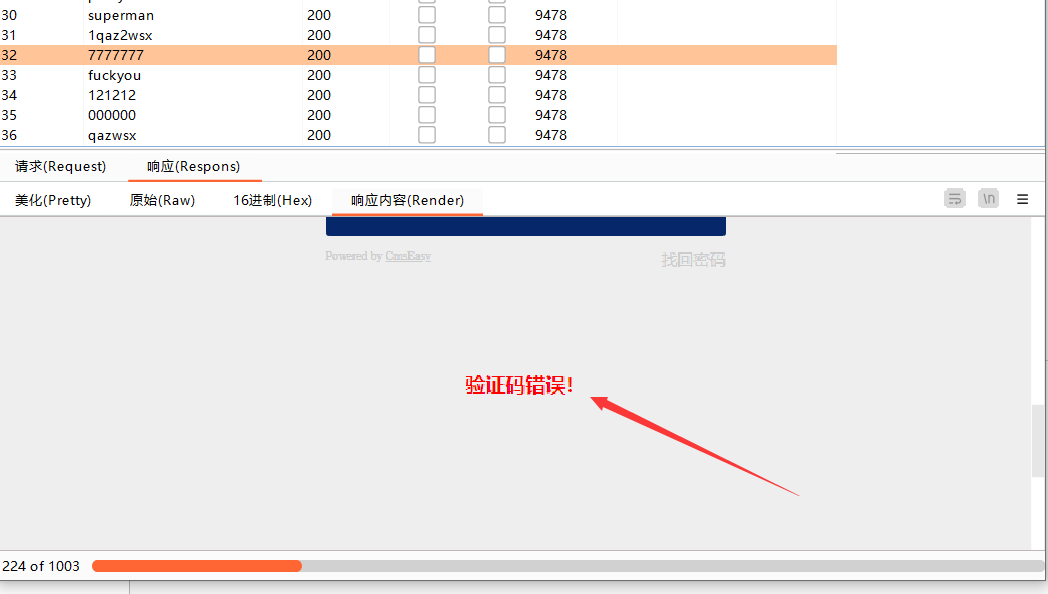 30 superman 200 9478
31 1qaz2wsx 200 9478
32 7777777 200 9478
33 fuckyou 200 9478
34 121212 200 9478
35 000000 200 9478
36 qazwsx 200 9478
请求(Request) 响应(Respons)
美化(Pretty) 原始(Raw) 16进制(Hex) 响应内容(Render) \n
Powered by CmsEasy 找回密码
验证码错误!
224 of 1003